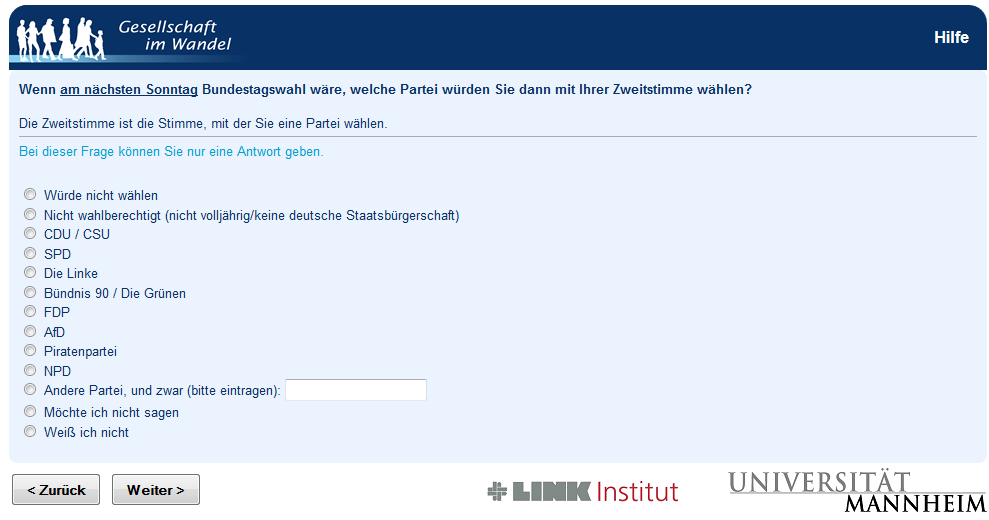 Gesellschaft
im Wandel
Hilfe
Wenn am nächsten Sonntag Bundestagswahl wäre, welche Partei würden Sie dann mit Ihrer Zweitstimme wählen?
Die Zweitstimme ist die Stimme, mit der Sie eine Partei wählen.
Bei dieser Frage können Sie nur eine Antwort geben.
Würde nicht wählen
Nicht wahlberechtigt (nicht volljährig/keine deutsche Staatsbürgerschaft)
CDU / CSU
SPD
Die Linke
Bündnis 90 / Die Grünen
FDP
AfD
Piratenpartei
NPD
Andere Partei, und zwar (bitte eintragen):
Möchte ich nicht sagen
Weiß ich nicht
< Zurück
Weiter >
LINK Institut
UNIVERSITÄT
MANNHEIM